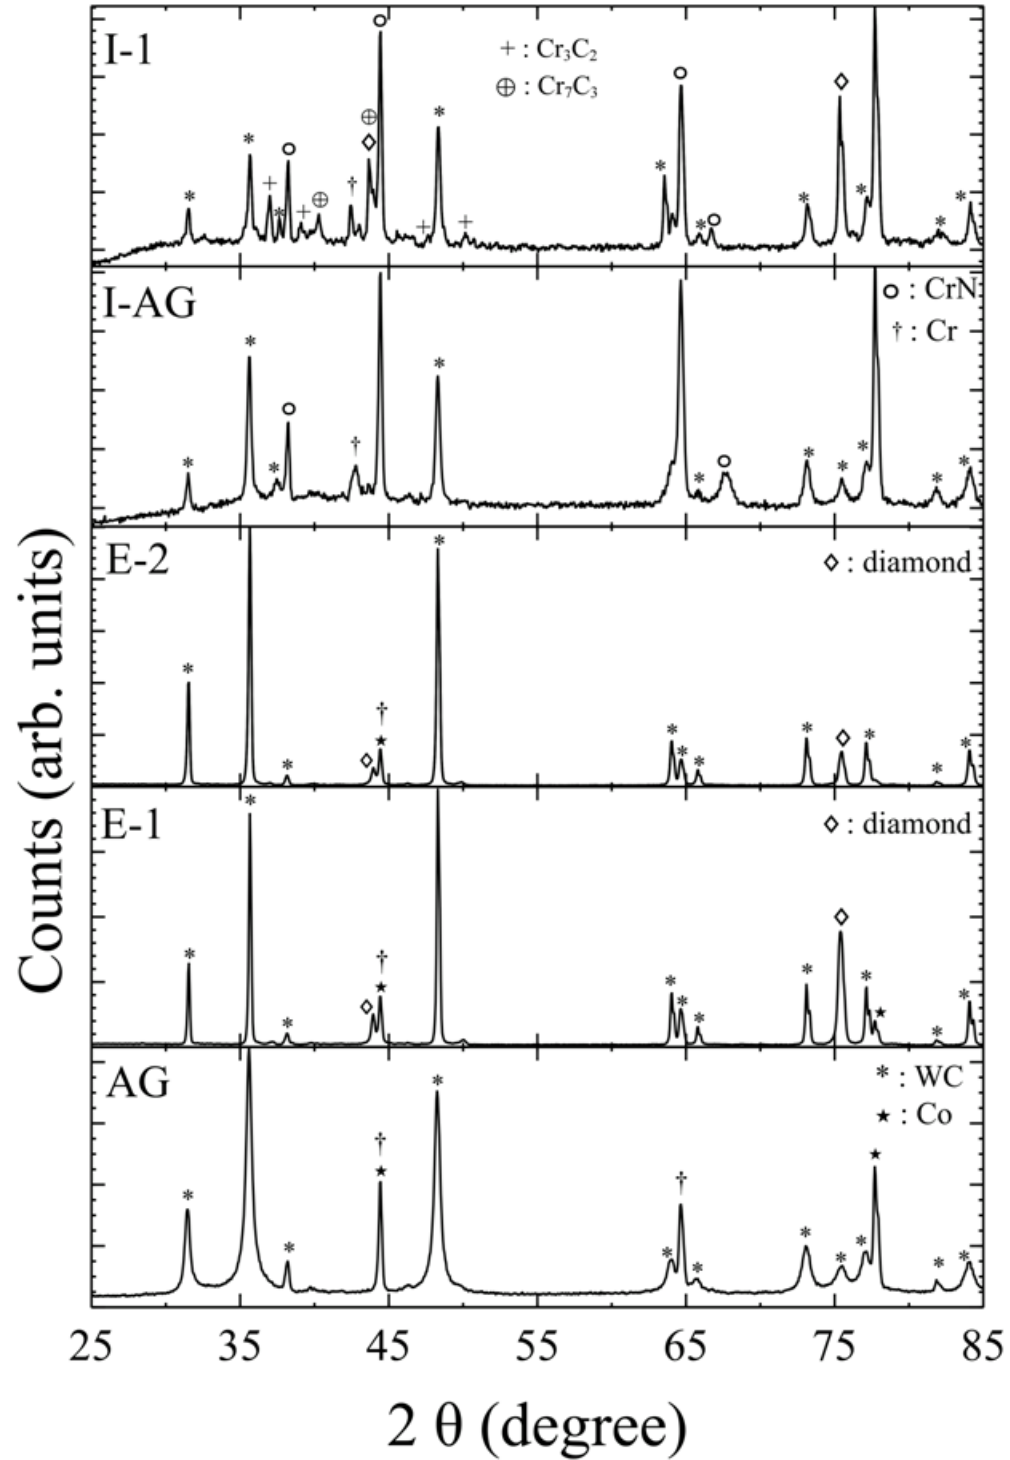 I-1
+ : Cr₃C₂
⊕ : Cr₇C₃
I-AG
o : CrN
† : Cr
E-2
◇ : diamond
E-1
◇ : diamond
AG
* : WC
★ : Co
Counts (arb. units)
25 35 45 55 65 75 85
2 θ (degree)